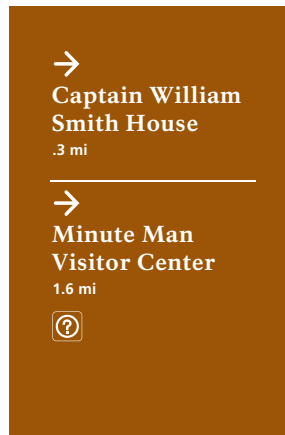 Captain William
Smith House
.3 mi
Minute Man
Visitor Center
1.6 mi
?